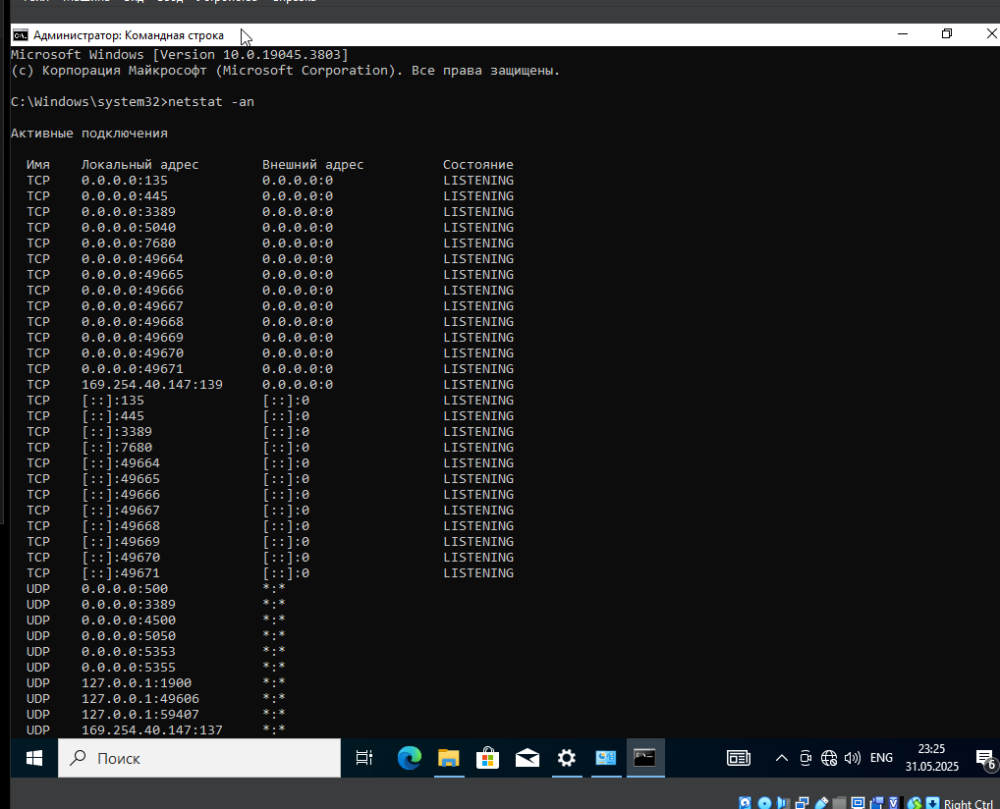 Администратор: Командная строка
Microsoft Windows [Version 10.0.19045.3803]
(c) Корпорация Майкрософт (Microsoft Corporation). Все права защищены.
C:\Windows\system32>netstat -an
Активные подключения
Имя Локальный адрес Внешний адрес Состояние
TCP 0.0.0.0:135 0.0.0.0:0 LISTENING
TCP 0.0.0.0:445 0.0.0.0:0 LISTENING
TCP 0.0.0.0:3389 0.0.0.0:0 LISTENING
TCP 0.0.0.0:5040 0.0.0.0:0 LISTENING
TCP 0.0.0.0:7680 0.0.0.0:0 LISTENING
TCP 0.0.0.0:49664 0.0.0.0:0 LISTENING
TCP 0.0.0.0:49665 0.0.0.0:0 LISTENING
TCP 0.0.0.0:49666 0.0.0.0:0 LISTENING
TCP 0.0.0.0:49667 0.0.0.0:0 LISTENING
TCP 0.0.0.0:49668 0.0.0.0:0 LISTENING
TCP 0.0.0.0:49669 0.0.0.0:0 LISTENING
TCP 0.0.0.0:49670 0.0.0.0:0 LISTENING
TCP 0.0.0.0:49671 0.0.0.0:0 LISTENING
TCP 169.254.40.147:139 0.0.0.0:0 LISTENING
TCP [::]:135 [::]:0 LISTENING
TCP [::]:445 [::]:0 LISTENING
TCP [::]:3389 [::]:0 LISTENING
TCP [::]:7680 [::]:0 LISTENING
TCP [::]:49664 [::]:0 LISTENING
TCP [::]:49665 [::]:0 LISTENING
TCP [::]:49666 [::]:0 LISTENING
TCP [::]:49667 [::]:0 LISTENING
TCP [::]:49668 [::]:0 LISTENING
TCP [::]:49669 [::]:0 LISTENING
TCP [::]:49670 [::]:0 LISTENING
TCP [::]:49671 [::]:0 LISTENING
UDP 0.0.0.0:500 *:*
UDP 0.0.0.0:3389 *:*
UDP 0.0.0.0:4500 *:*
UDP 0.0.0.0:5050 *:*
UDP 0.0.0.0:5353 *:*
UDP 0.0.0.0:5355 *:*
UDP 127.0.0.1:1900 *:*
UDP 127.0.0.1:49606 *:*
UDP 127.0.0.1:59407 *:*
UDP 169.254.40.147:137 *:*
Поиск
ENG
23:25
31.05.2025
6
Right Ctrl